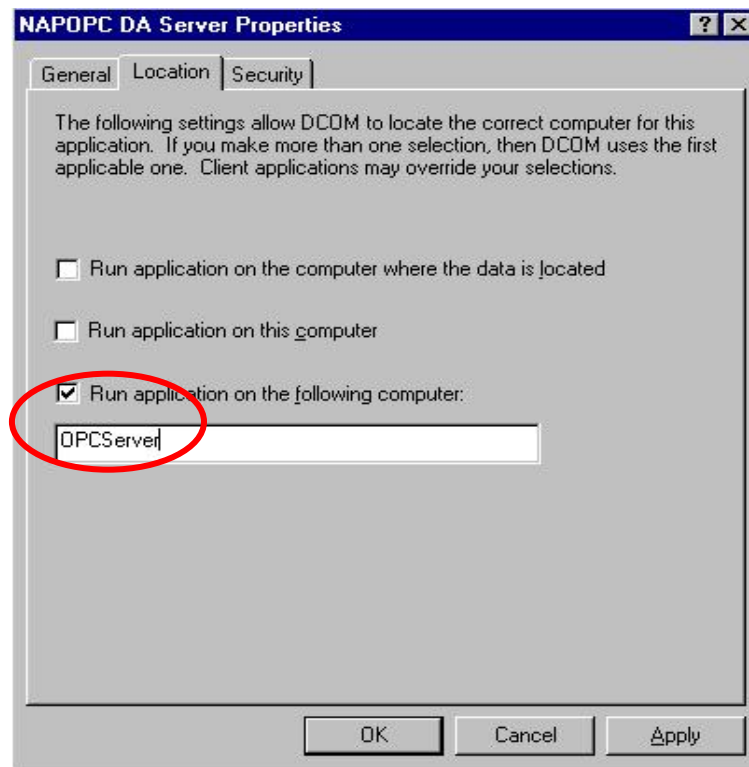 NAPOPC DA Server Properties
General Location Security
The following settings allow DCOM to locate the correct computer for this
application. If you make more than one selection, then DCOM uses the first
applicable one. Client applications may override your selections.
Run application on the computer where the data is located
Run application on this computer
Run application on the following computer:
OPCServer
OK Cancel Apply